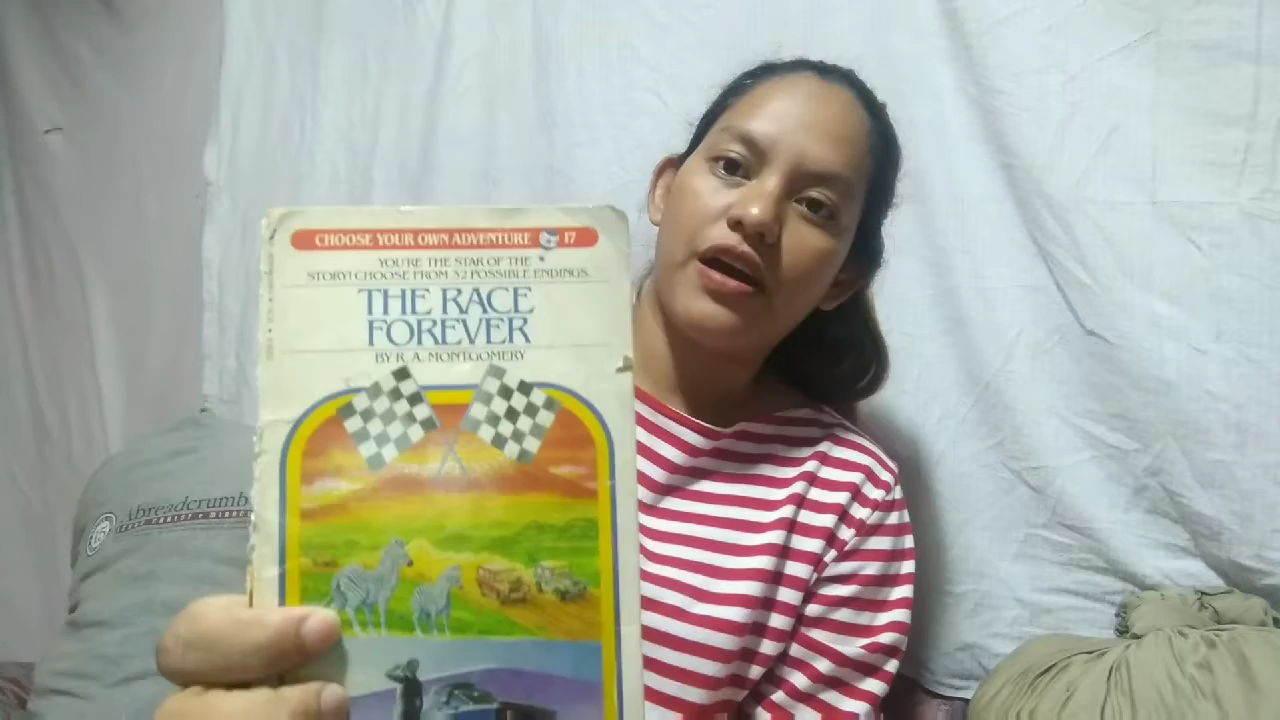 CHOOSE YOUR OWN ADVENTURE 17
YOU'RE THE STAR OF THE
STORY! CHOOSE FROM 32 POSSIBLE ENDINGS.
THE RACE
FOREVER
BY R. A. MONTGOMERY
Abreadcrumb